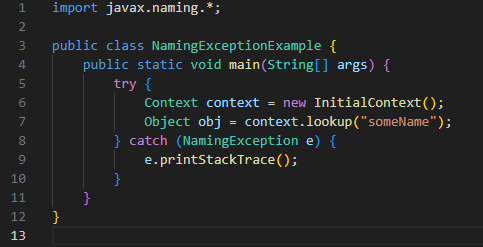 1 import javax.naming.*;
2
3 public class NamingExceptionExample {
4     public static void main(String[] args) {
5         try {
6             Context context = new InitialContext();
7             Object obj = context.lookup("someName");
8         } catch (NamingException e) {
9             e.printStackTrace();
10         }
11     }
12 }
13